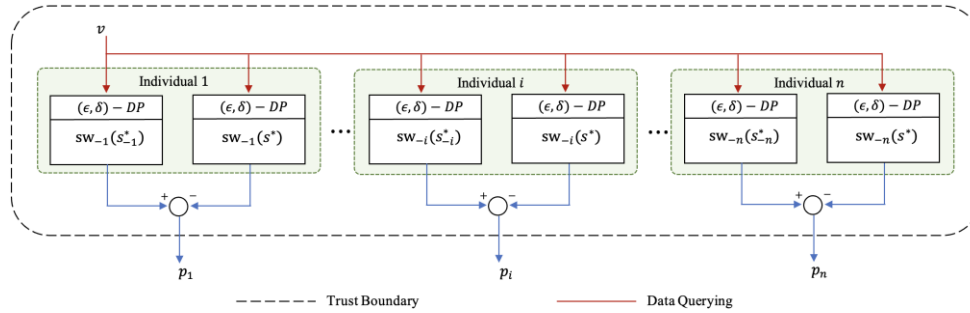 v
Individual 1
(ϵ, δ) − DP
sw₋₁(s*₋₁)
(ϵ, δ) − DP
sw₋₁(s*)
...
Individual i
(ϵ, δ) − DP
sw₋ᵢ(s*₋ᵢ)
(ϵ, δ) − DP
sw₋ᵢ(s*)
...
Individual n
(ϵ, δ) − DP
sw₋ₙ(s*₋ₙ)
(ϵ, δ) − DP
sw₋ₙ(s*)
+ −
+ −
+ −
p₁
pᵢ
pₙ
Trust Boundary
Data Querying